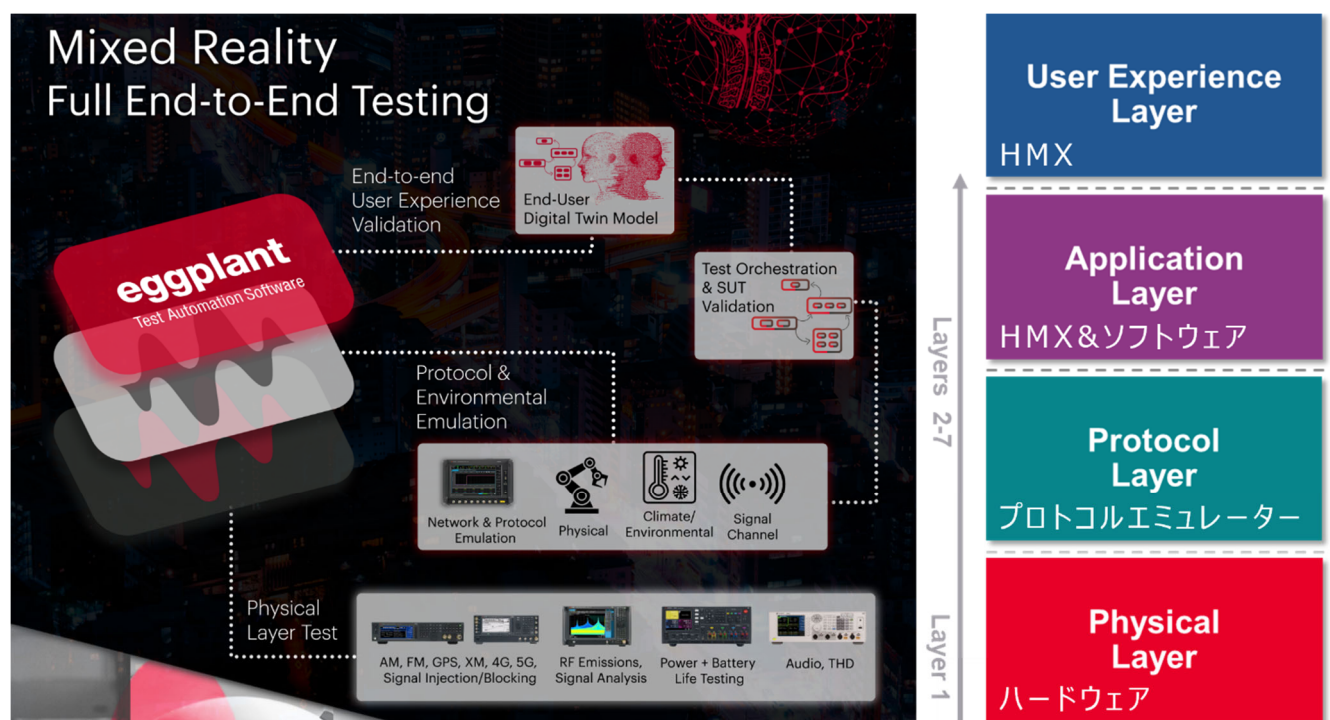 Mixed Reality
Full End-to-End Testing
End-to-end
User Experience
Validation
End-User
Digital Twin Model
eggplant
Test Automation Software
Test Orchestration
& SUT
Validation
Protocol &
Environmental
Emulation
Network & Protocol
Emulation
Physical
Climate/
Environmental
Signal
Channel
Physical
Layer Test
AM, FM, GPS, XM, 4G, 5G,
Signal Injection/Blocking
RF Emissions,
Signal Analysis
Power + Battery
Life Testing
Audio, THD
Layers 2-7
Layer 1
User Experience
Layer
HMX
Application
Layer
HMX&ソフトウェア
Protocol
Layer
プロトコルエミュレーター
Physical
Layer
ハードウェア